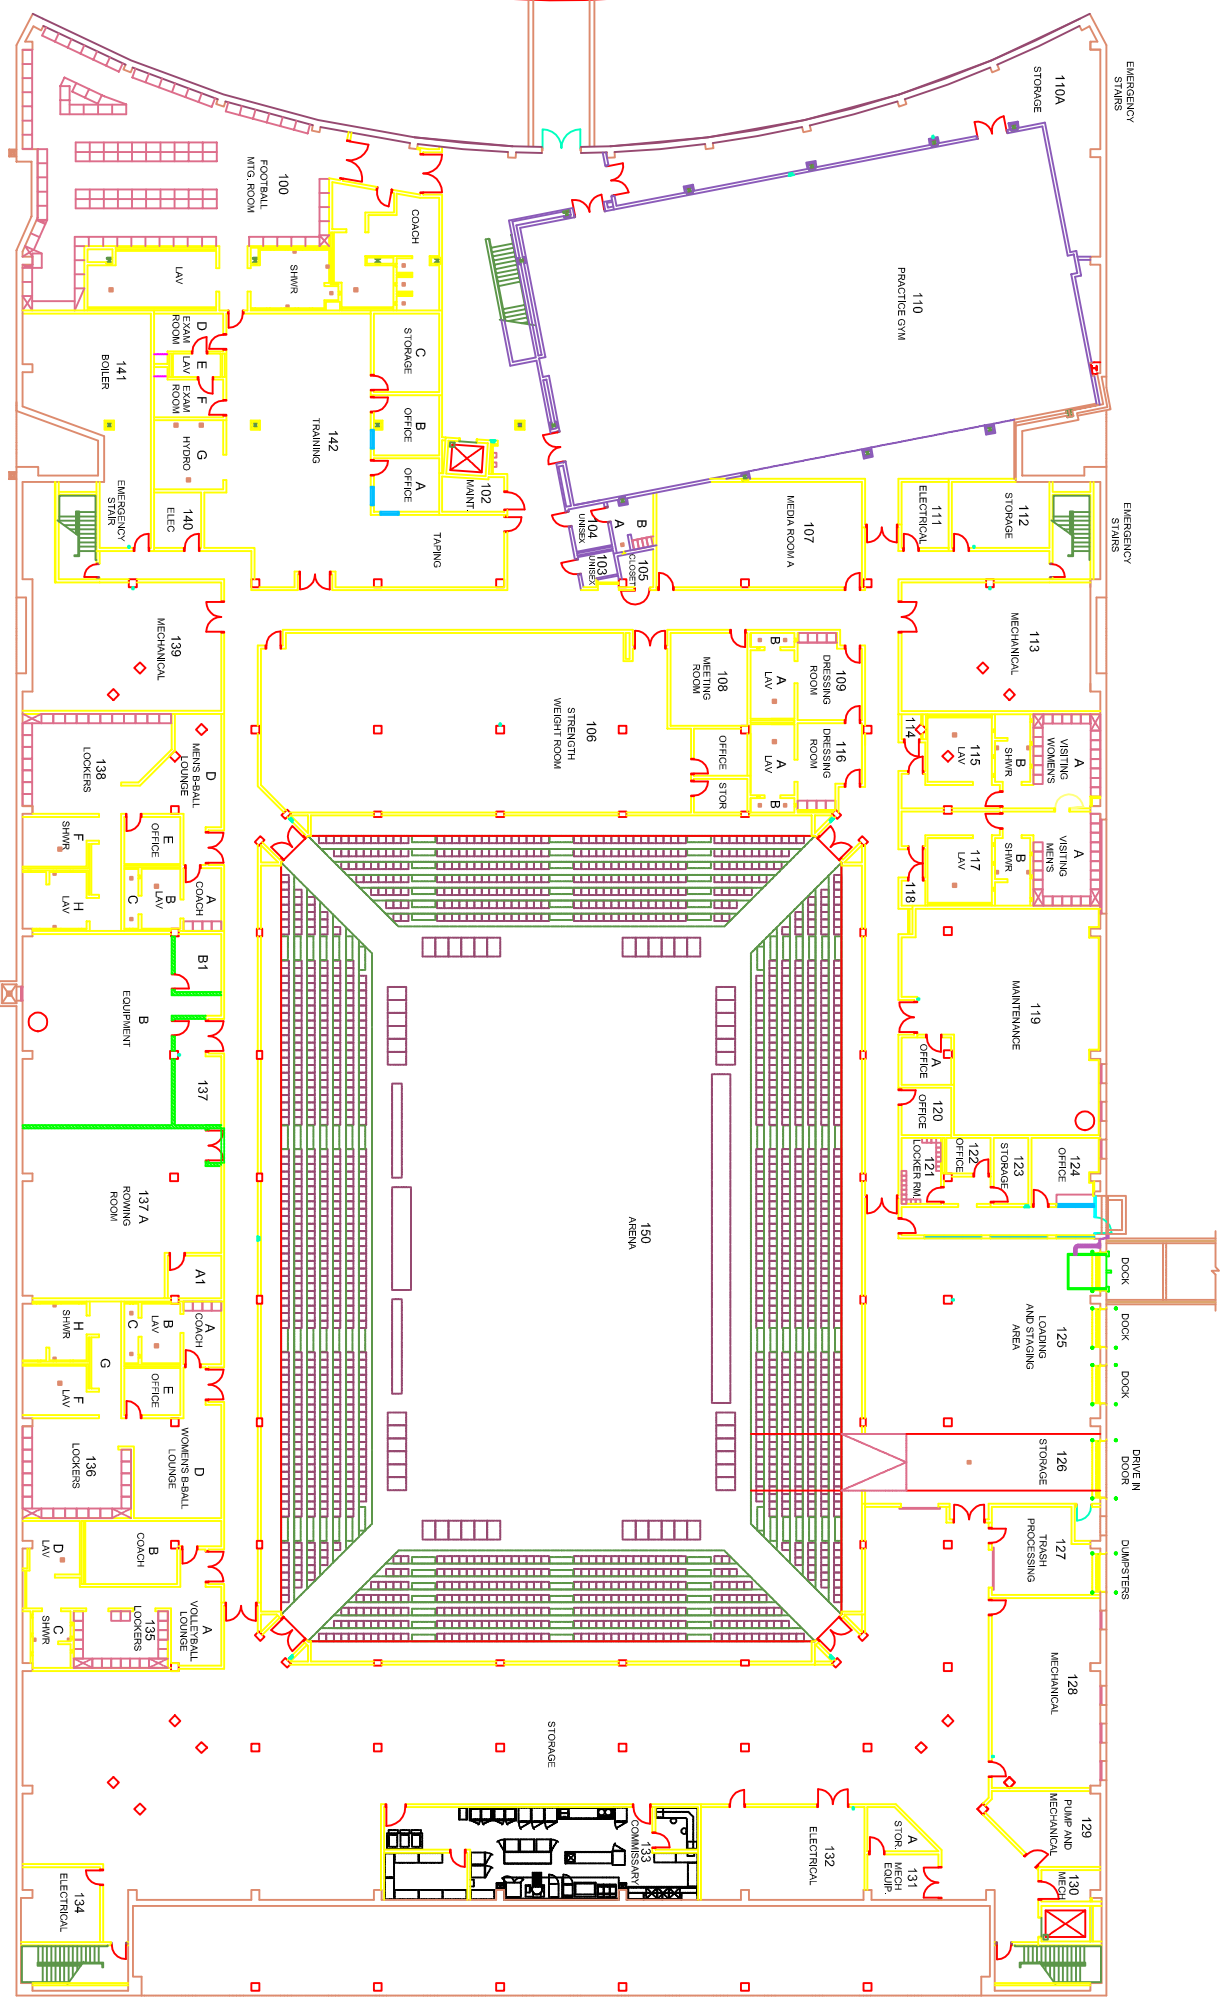 EMERGENCY
STAIRS
110A
STORAGE
100
FOOTBALL
MTG. ROOM
COACH
LAV
SHWR
110
PRACTICE GYM
D
EXAM
ROOM
E
LAV
F
EXAM
ROOM
141
BOILER
C
STORAGE
B
OFFICE
A
OFFICE
G
HYDRO
142
TRAINING
102
MAINT.
EMERGENCY
STAIR
140
ELEC
TAPING
104
UNISEX
A
B
103
UNISEX
105
CLOSET
107
MEDIA ROOM A
111
ELECTRICAL
112
STORAGE
EMERGENCY
STAIRS
139
MECHANICAL
106
STRENGTH
WEIGHT ROOM
108
MEETING
ROOM
B
A
LAV
109
DRESSING
ROOM
113
MECHANICAL
OFFICE
STOR
A
LAV
B
116
DRESSING
ROOM
114
115
LAV
B
SHWR
A
VISITING
WOMEN'S
138
LOCKERS
D
MEN'S B-BALL
LOUNGE
F
SHWR
E
OFFICE
H
LAV
C
B
LAV
A
COACH
118
117
LAV
B
SHWR
A
VISITING
MEN'S
B1
B
EQUIPMENT
137
119
MAINTENANCE
A
OFFICE
120
OFFICE
121
LOCKER RM.
122
OFFICE
123
STORAGE
124
OFFICE
137 A
ROWING
ROOM
A1
150
ARENA
125
LOADING
AND STAGING
AREA
DOCK
DOCK
DOCK
H
SHWR
G
C
B
LAV
A
COACH
F
LAV
E
OFFICE
136
LOCKERS
D
WOMEN'S B-BALL
LOUNGE
126
STORAGE
DRIVE IN
DOOR
127
TRASH
PROCESSING
DUMPSTERS
D
LAV
B
COACH
C
SHWR
135
LOCKERS
A
VOLLEYBALL
LOUNGE
128
MECHANICAL
STORAGE
133
COMMISSARY
132
ELECTRICAL
A
STOR.
131
MECH
EQUIP.
129
PUMP AND
MECHANICAL
130
MECH
134
ELECTRICAL